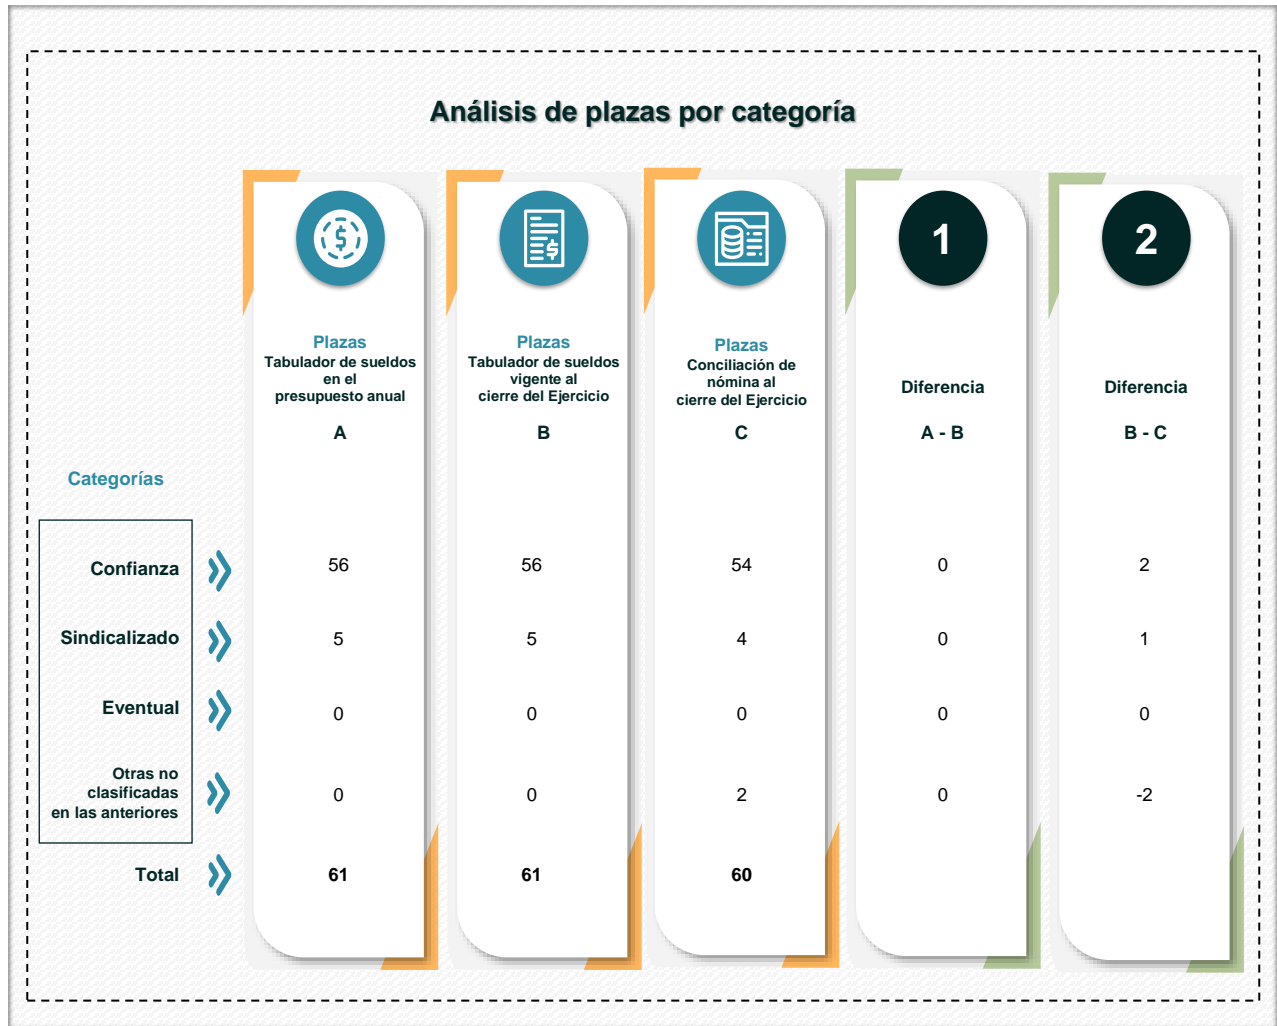 Análisis de plazas por categoría
Plazas
Tabulador de sueldos
en el
presupuesto anual
A
Plazas
Tabulador de sueldos
vigente al
cierre del Ejercicio
B
Plazas
Conciliación de
nómina al
cierre del Ejercicio
C
1
Diferencia
A - B
2
Diferencia
B - C
Categorías
Confianza 56 56 54 0 2
Sindicalizado 5 5 4 0 1
Eventual 0 0 0 0 0
Otras no
clasificadas
en las anteriores
0 0 2 0 -2
Total 61 61 60